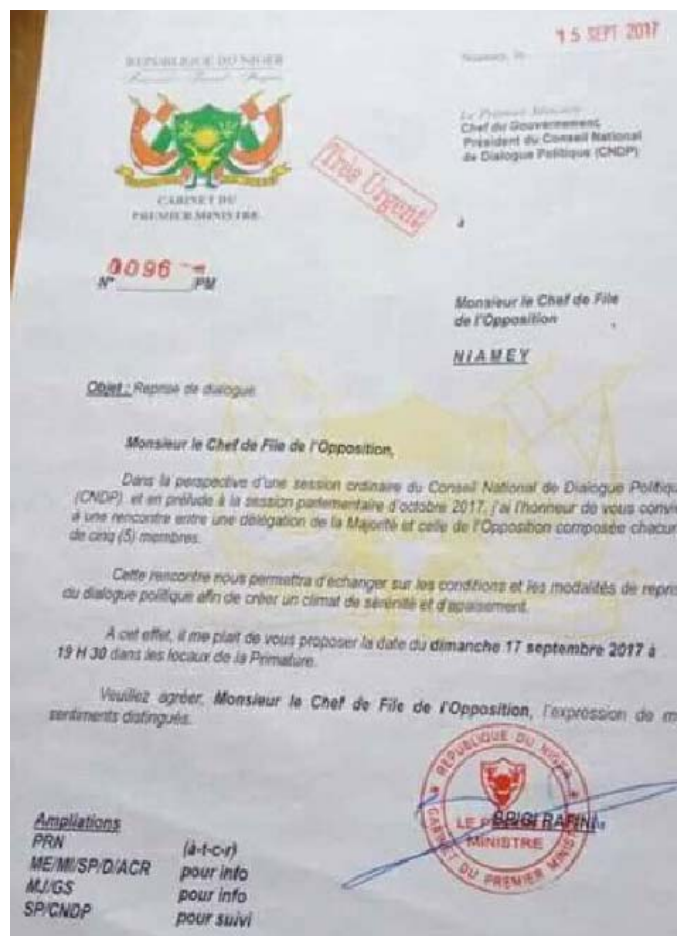 15 SEPT 2017
REPUBLIQUE DU NIGER
Niamey, le
Le Premier Ministre
Chef du Gouvernement,
Président du Conseil National
de Dialogue Politique (CNDP)
Très Urgent
CABINET DU
PREMIER MINISTRE
à
0096
N° /PM
Monsieur le Chef de File
de l'Opposition
NIAMEY
Objet : Reprise de dialogue
Monsieur le Chef de File de l'Opposition,
Dans la perspective d'une session ordinaire du Conseil National de Dialogue Politiqu
(CNDP) et en prélude à la session parlementaire d'octobre 2017, j'ai l'honneur de vous convi
à une rencontre entre une délégation de la Majorité et celle de l'Opposition composée chacun
de cinq (5) membres.
Cette rencontre nous permettra d'échanger sur les conditions et les modalités de repris
du dialogue politique afin de créer un climat de sérénité et d'apaisement.
A cet effet, il me plait de vous proposer la date du dimanche 17 septembre 2017 à
19 H 30 dans les locaux de la Primature.
Veuillez agréer, Monsieur le Chef de File de l'Opposition, l'expression de m
sentiments distingués.
REPUBLIQUE DU NIGER
LE PREMIER
MINISTRE
CABINET DU PREMIER MINISTRE
BRIGI RAFINI
Ampliations
PRN (à-t-c-r)
ME/MI/SP/D/ACR pour info
MJ/GS pour info
SP/CNDP pour suivi